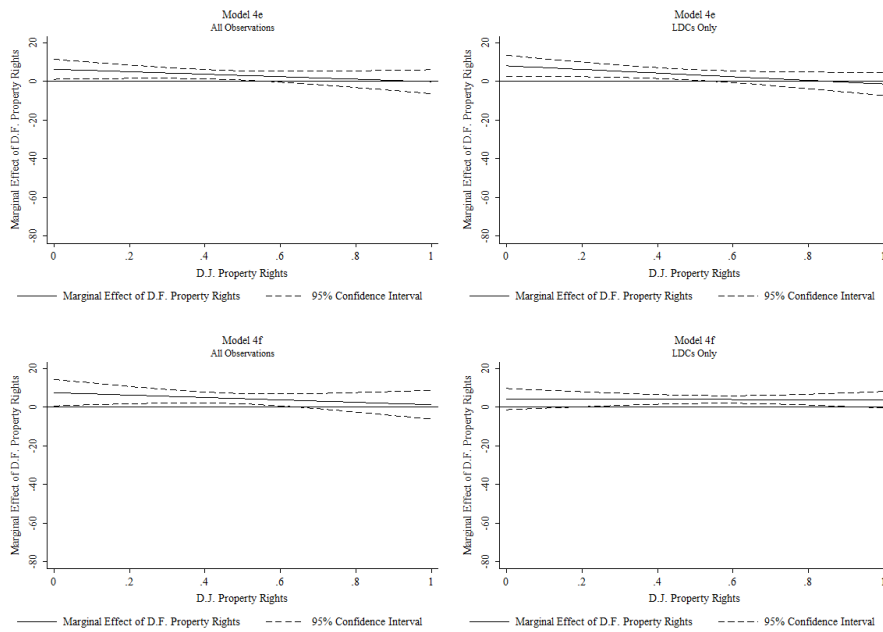 Model 4e
All Observations
Marginal Effect of D.F. Property Rights
20
0
-20
-40
-60
-80
0 .2 .4 .6 .8 1
D.J. Property Rights
Marginal Effect of D.F. Property Rights 95% Confidence Interval
Model 4e
LDCs Only
Marginal Effect of D.F. Property Rights
20
0
-20
-40
-60
-80
0 .2 .4 .6 .8 1
D.J. Property Rights
Marginal Effect of D.F. Property Rights 95% Confidence Interval
Model 4f
All Observations
Marginal Effect of D.F. Property Rights
20
0
-20
-40
-60
-80
0 .2 .4 .6 .8 1
D.J. Property Rights
Marginal Effect of D.F. Property Rights 95% Confidence Interval
Model 4f
LDCs Only
Marginal Effect of D.F. Property Rights
20
0
-20
-40
-60
-80
0 .2 .4 .6 .8 1
D.J. Property Rights
Marginal Effect of D.F. Property Rights 95% Confidence Interval